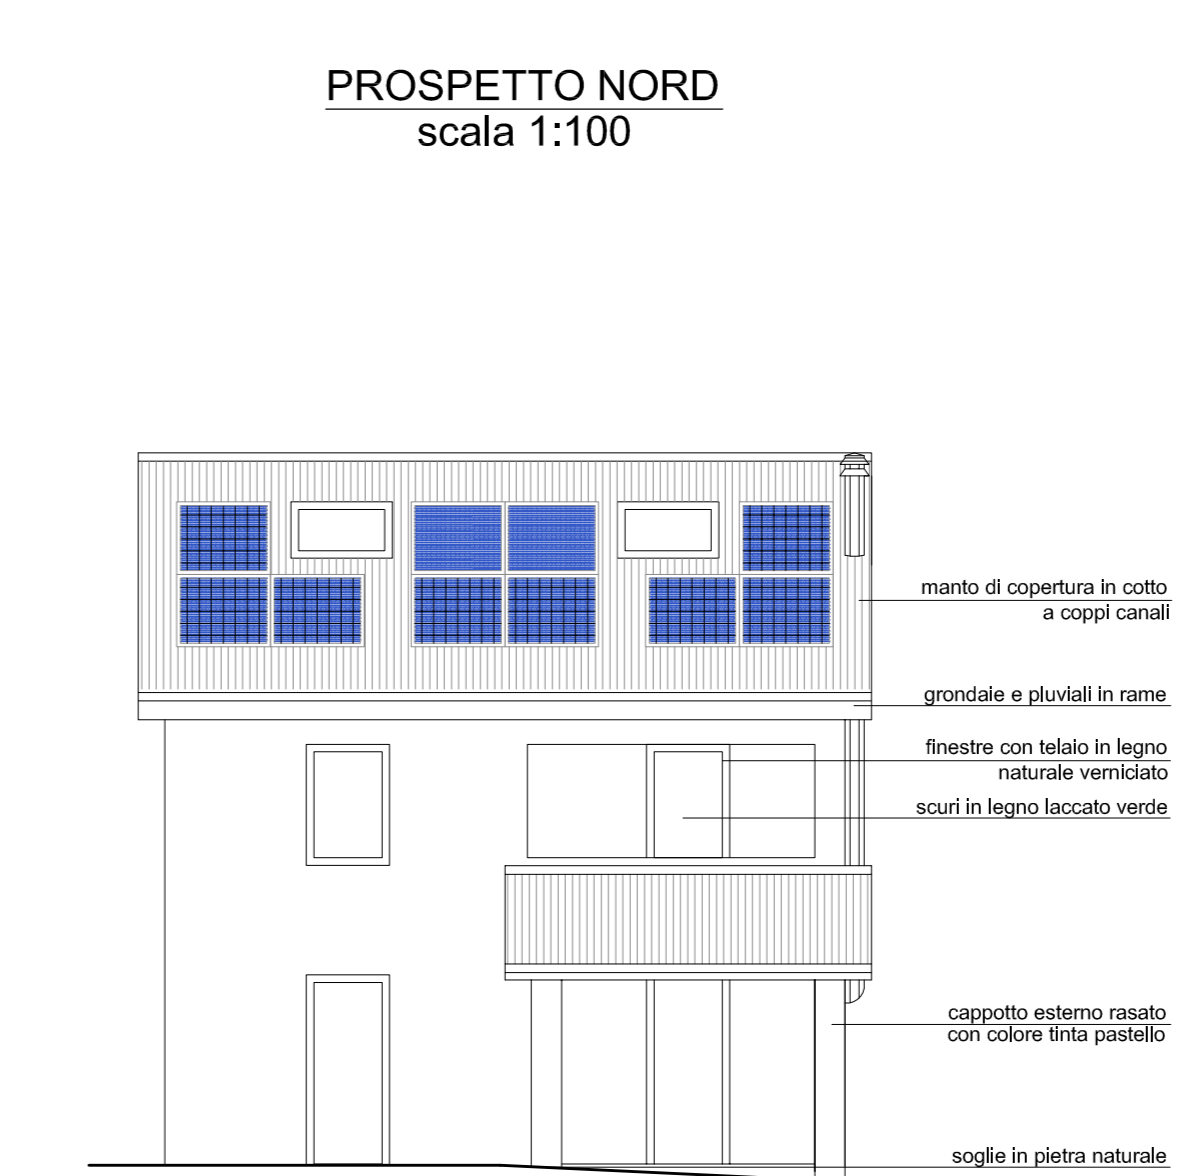 PROSPETTO NORD
scala 1:100
manto di copertura in cotto
a coppi canali
grondaie e pluviali in rame
finestre con telaio in legno
naturale verniciato
scuri in legno laccato verde
cappotto esterno rasato
con colore tinta pastello
soglie in pietra naturale